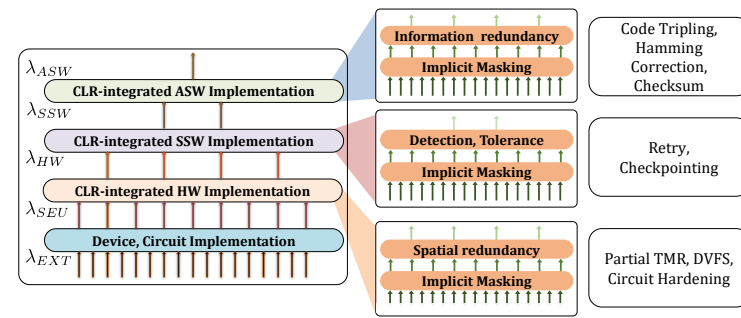 λASW
CLR-integrated ASW Implementation
λSSW
CLR-integrated SSW Implementation
λHW
CLR-integrated HW Implementation
λSEU
Device, Circuit Implementation
λEXT
Information redundancy
Implicit Masking
Detection, Tolerance
Implicit Masking
Spatial redundancy
Implicit Masking
Code Tripling,
Hamming
Correction,
Checksum
Retry,
Checkpointing
Partial TMR, DVFS,
Circuit Hardening